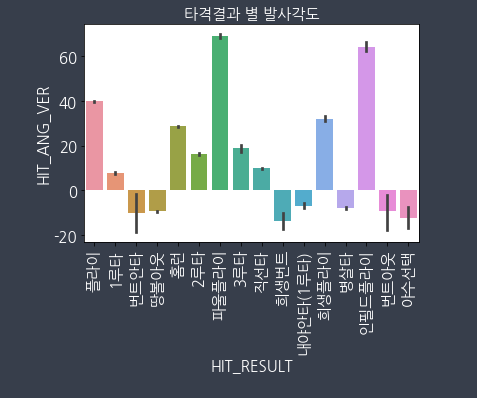 타격결과 별 발사각도
HIT_ANG_VER
60
40
20
0
-20
플라이
1루타
번트안타
땅볼아웃
홈런
2루타
파울플라이
3루타
직선타
희생번트
내야안타(1루타)
희생플라이
병살타
인필드플라이
번트아웃
야수선택
HIT_RESULT